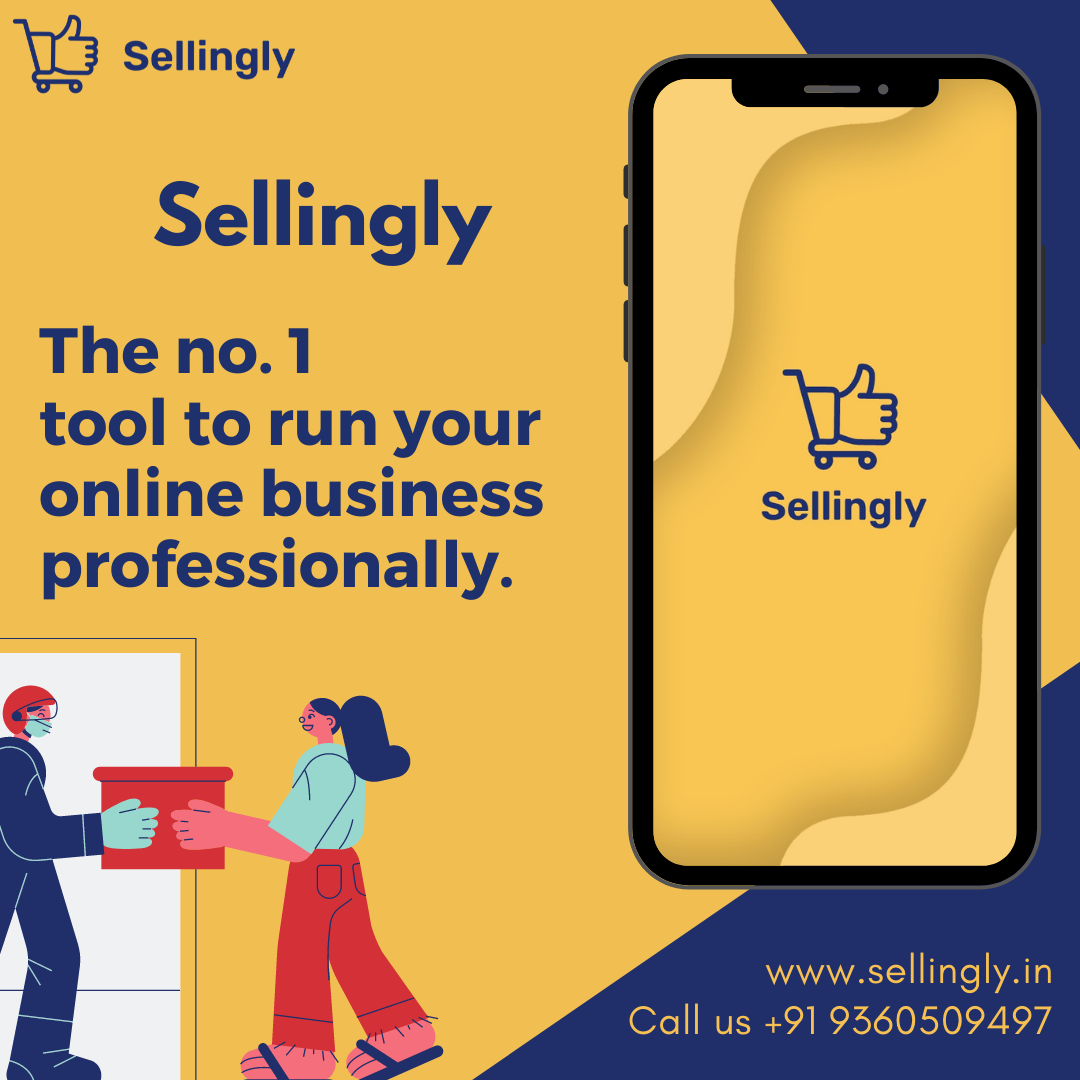 Sellingly
Sellingly
The no. 1
tool to run your
online business
professionally.
Sellingly
www.sellingly.in
Call us +91 9360509497